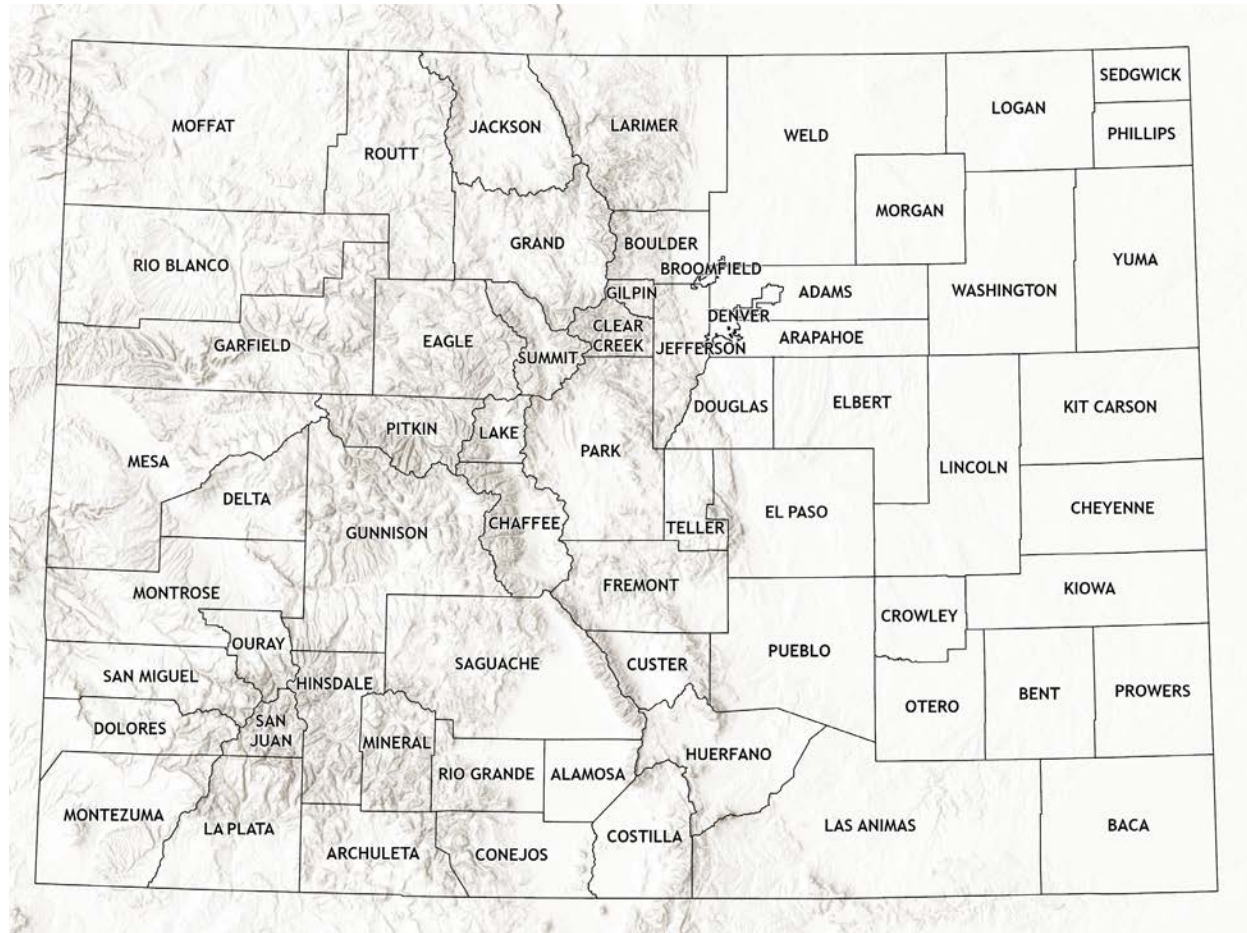 SEDGWICK
LOGAN
MOFFAT
JACKSON
LARIMER
WELD
PHILLIPS
ROUTT
MORGAN
GRAND
BOULDER
RIO BLANCO
BROOMFIELD
YUMA
GILPIN
ADAMS
WASHINGTON
DENVER
CLEAR
CREEK
GARFIELD
EAGLE
SUMMIT
JEFFERSON
ARAPAHOE
DOUGLAS
ELBERT
KIT CARSON
PITKIN
LAKE
PARK
MESA
LINCOLN
DELTA
GUNNISON
CHAFFEE
TELLER
EL PASO
CHEYENNE
MONTROSE
FREMONT
KIOWA
CROWLEY
OURAY
SAGUACHE
CUSTER
PUEBLO
SAN MIGUEL
HINSDALE
OTERO
BENT
PROWERS
DOLORES
SAN
JUAN
MINERAL
HUERFANO
RIO GRANDE
ALAMOSA
MONTEZUMA
LA PLATA
COSTILLA
LAS ANIMAS
BACA
ARCHULETA
CONEJOS